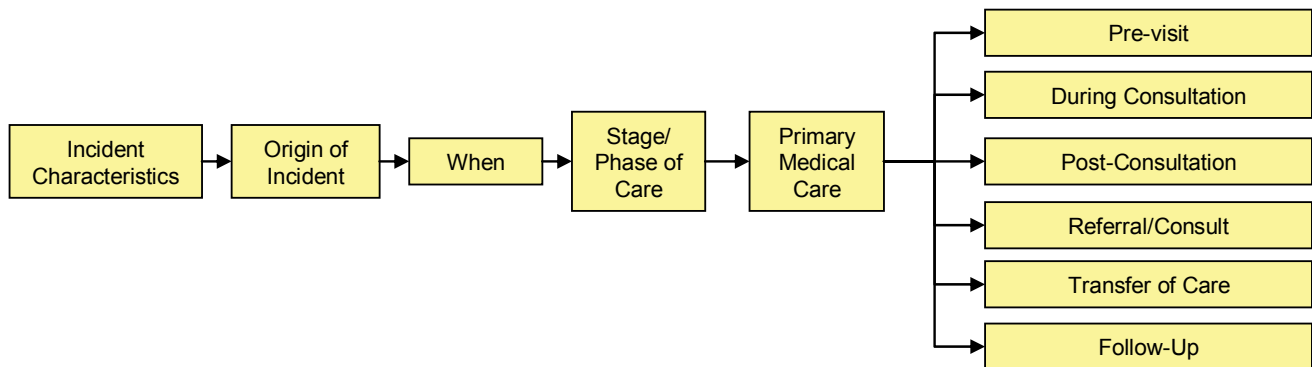 Incident
Characteristics
Origin of
Incident
When
Stage/
Phase of
Care
Primary
Medical
Care
Pre-visit
During Consultation
Post-Consultation
Referral/Consult
Transfer of Care
Follow-Up